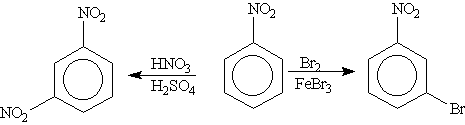 NO₂
NO₂
HNO₃
H₂SO₄
NO₂
Br₂
FeBr₃
NO₂
Br